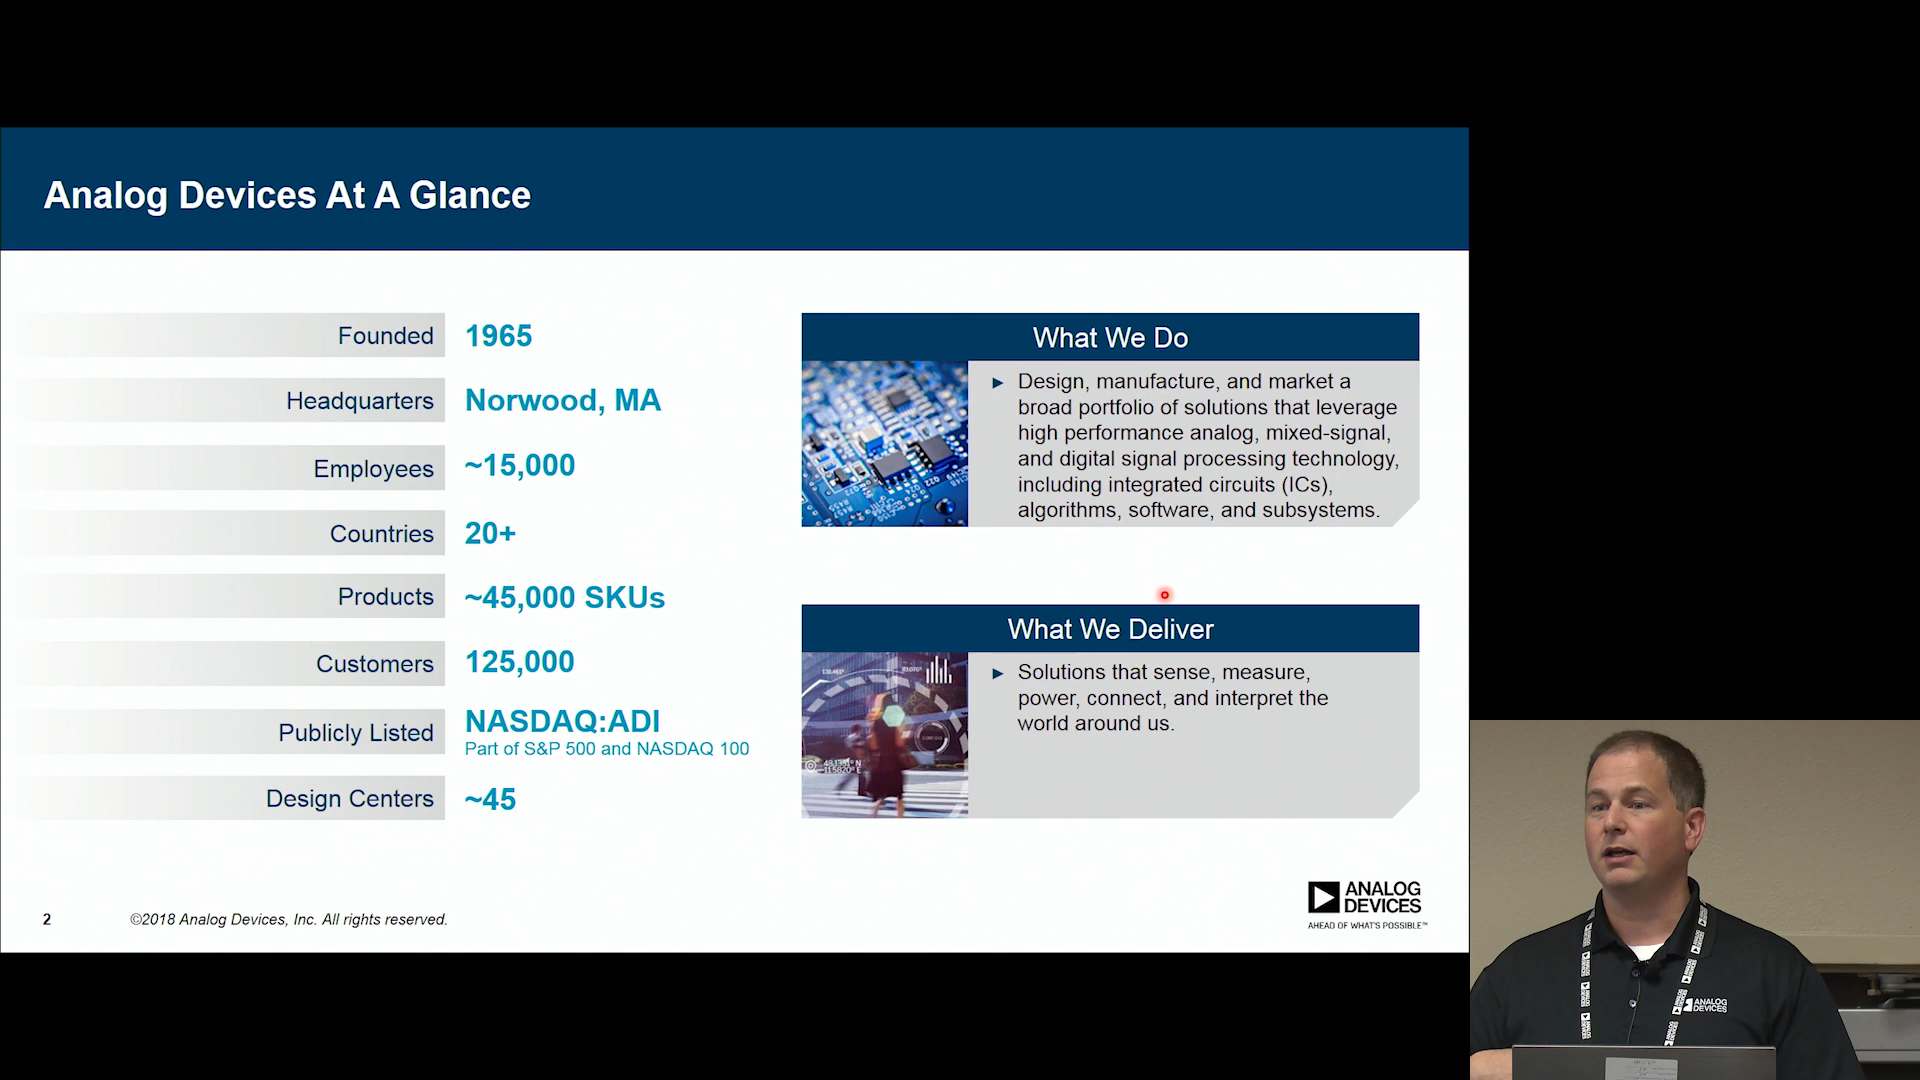 Analog Devices At A Glance
Founded 1965
Headquarters Norwood, MA
Employees ~15,000
Countries 20+
Products ~45,000 SKUs
Customers 125,000
Publicly Listed NASDAQ:ADI
Part of S&P 500 and NASDAQ 100
Design Centers ~45
What We Do
► Design, manufacture, and market a
broad portfolio of solutions that leverage
high performance analog, mixed-signal,
and digital signal processing technology,
including integrated circuits (ICs),
algorithms, software, and subsystems.
What We Deliver
► Solutions that sense, measure,
power, connect, and interpret the
world around us.
2
©2018 Analog Devices, Inc. All rights reserved.
ANALOG
DEVICES
AHEAD OF WHAT'S POSSIBLE™
ANALOG
DEVICES